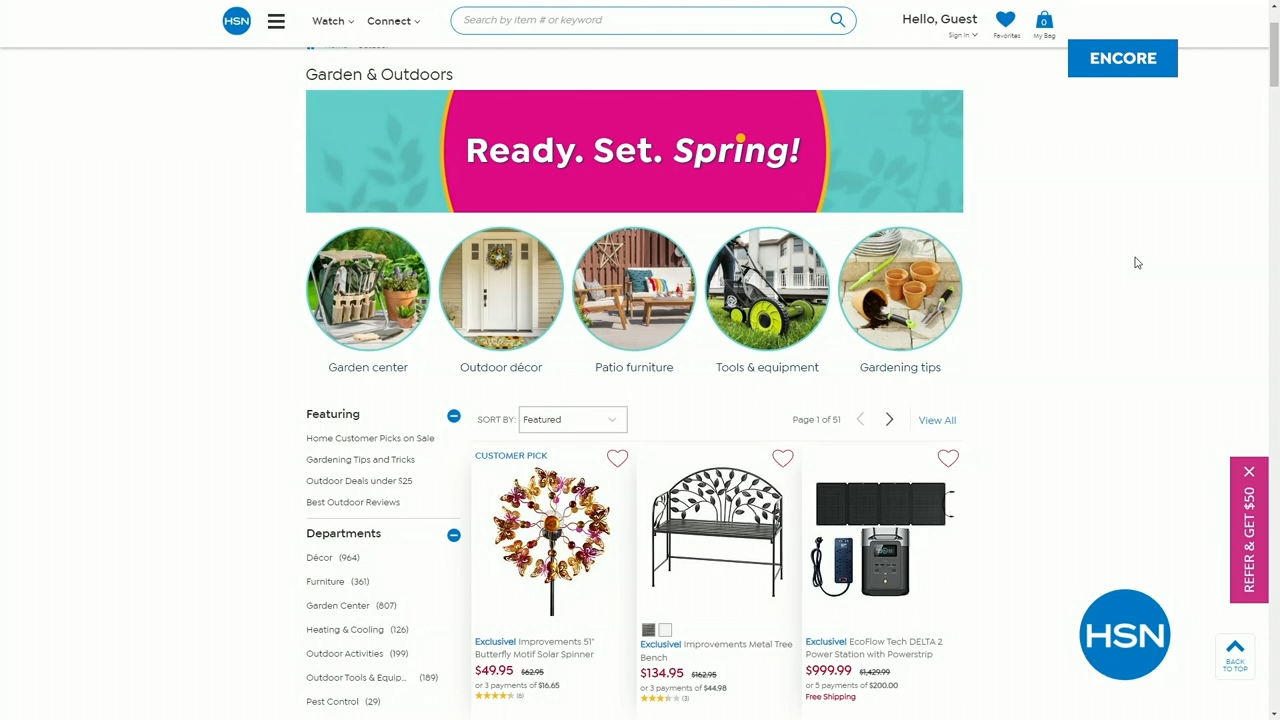 HSN
Watch
Connect
Search by item # or keyword
Hello, Guest
Sign In
Favorites
0
My Bag
ENCORE
Garden & Outdoors
Ready. Set. Spring!
Garden center
Outdoor décor
Patio furniture
Tools & equipment
Gardening tips
Featuring
Home Customer Picks on Sale
Gardening Tips and Tricks
Outdoor Deals under $25
Best Outdoor Reviews
Departments
Décor (964)
Furniture (361)
Garden Center (807)
Heating & Cooling (126)
Outdoor Activities (199)
Outdoor Tools & Equip... (189)
Pest Control (29)
SORT BY: Featured
Page 1 of 51
View All
CUSTOMER PICK
Exclusive! Improvements 51"
Butterfly Motif Solar Spinner
$49.95 $62.95
or 3 payments of $16.65
(6)
Exclusive! Improvements Metal Tree
Bench
$134.95 $162.95
or 3 payments of $44.98
(3)
Exclusive! EcoFlow Tech DELTA 2
Power Station with Powerstrip
$999.99 $1,429.99
or 5 payments of $200.00
Free Shipping
REFER & GET $50
HSN
BACK
TO TOP